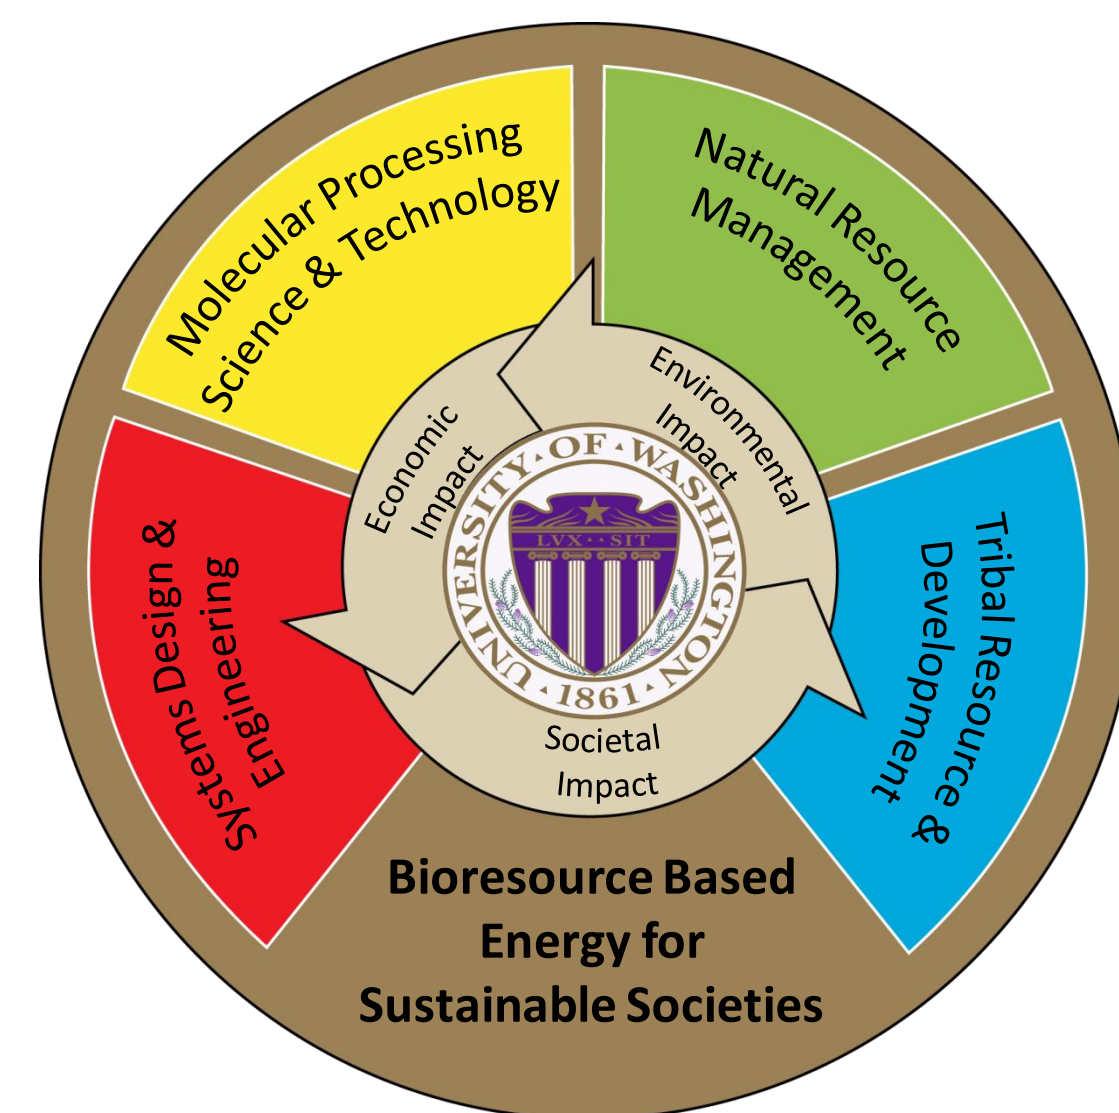 Molecular Processing
Science & Technology
Natural Resource
Management
Tribal Resource &
Development
Systems Design &
Engineering
Economic
Impact
Environmental
Impact
Societal
Impact
UNIVERSITY · OF · WASHINGTON
LVX · · SIT
· 1861 ·
Bioresource Based
Energy for
Sustainable Societies